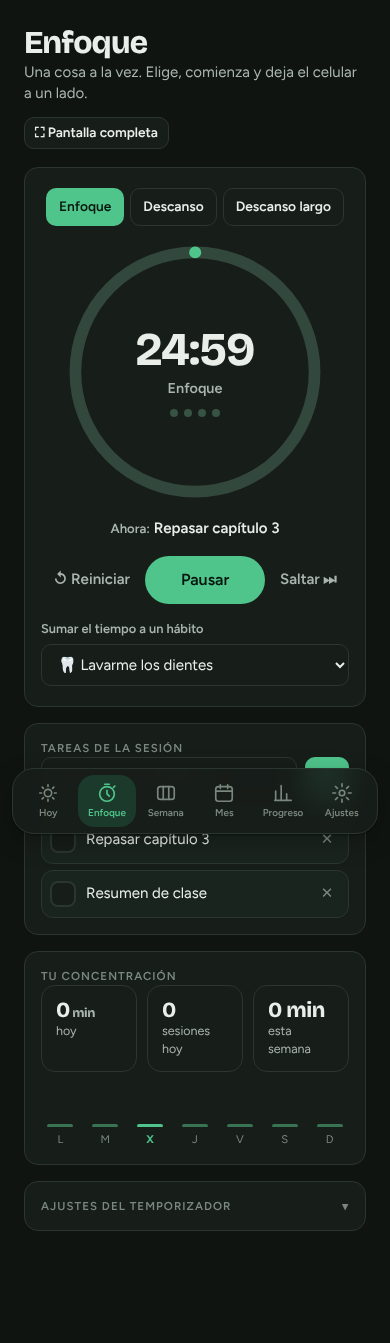 Enfoque
Una cosa a la vez. Elige, comienza y deja el celular
a un lado.
Pantalla completa
Enfoque
Descanso
Descanso largo
24:59
Enfoque
Ahora: Repasar capítulo 3
Reiniciar
Pausar
Saltar
Sumar el tiempo a un hábito
Lavarme los dientes
TAREAS DE LA SESIÓN
Hoy
Enfoque
Semana
Mes
Progreso
Ajustes
Repasar capítulo 3
Resumen de clase
TU CONCENTRACIÓN
0 min
hoy
0
sesiones
hoy
0 min
esta
semana
L
M
X
J
V
S
D
AJUSTES DEL TEMPORIZADOR